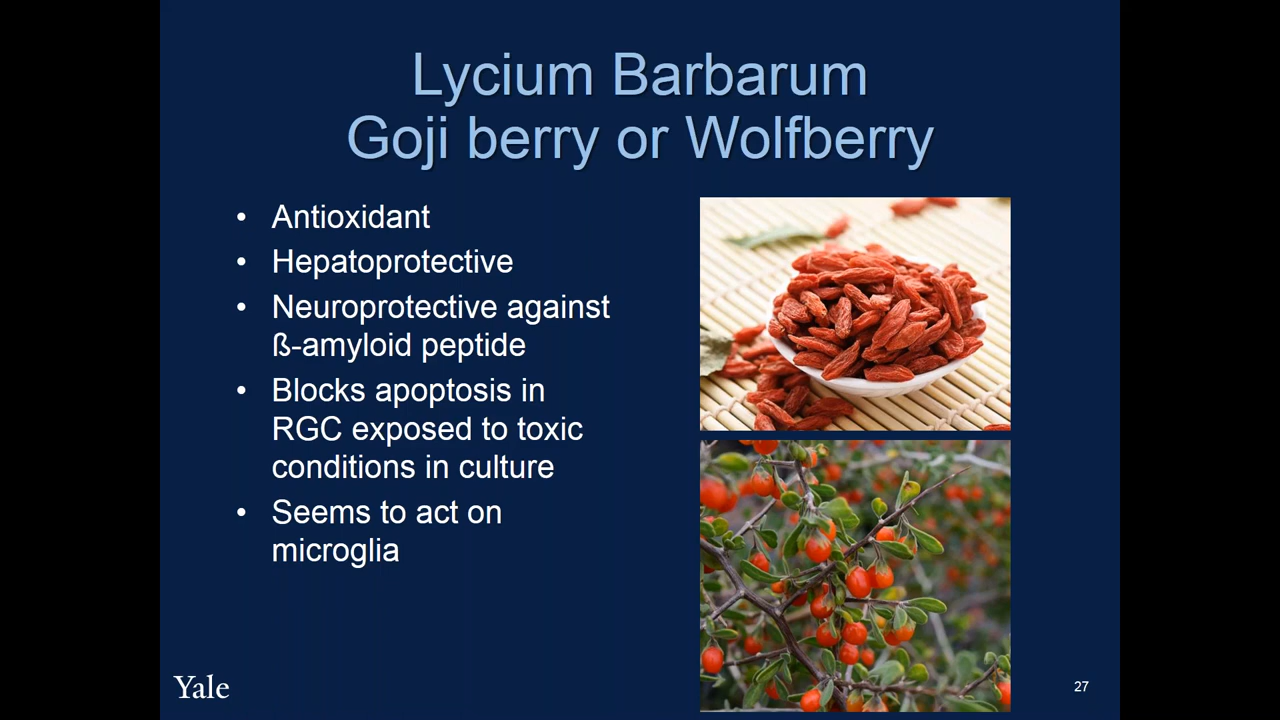 Lycium Barbarum
Goji berry or Wolfberry
• Antioxidant
• Hepatoprotective
• Neuroprotective against
ß-amyloid peptide
• Blocks apoptosis in
RGC exposed to toxic
conditions in culture
• Seems to act on
microglia
Yale
27